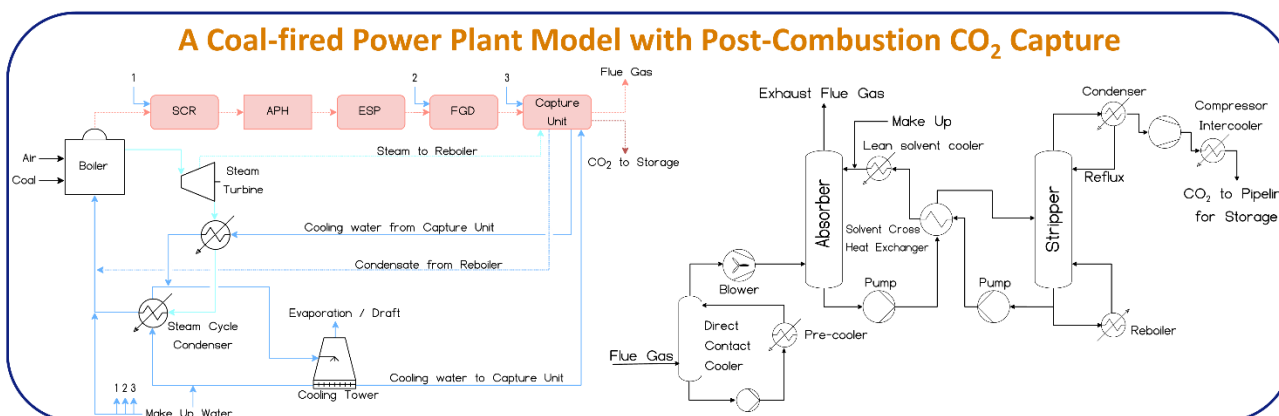 A Coal-fired Power Plant Model with Post-Combustion CO₂ Capture
1
2
3
Flue Gas
SCR
APH
ESP
FGD
Capture
Unit
Steam to Reboiler
CO₂ to Storage
Air
Coal
Boiler
Steam
Turbine
Cooling water from Capture Unit
Condensate from Reboiler
Steam Cycle
Condenser
Evaporation / Draft
Cooling Tower
Cooling water to Capture Unit
1 2 3
Make Up Water
Exhaust Flue Gas
Make Up
Lean solvent cooler
Absorber
Solvent Cross
Heat Exchanger
Blower
Pump
Pump
Direct
Contact
Cooler
Pre-cooler
Flue Gas
Condenser
Compressor
Intercooler
Reflux
Stripper
CO₂ to Pipelin
for Storage
Reboiler